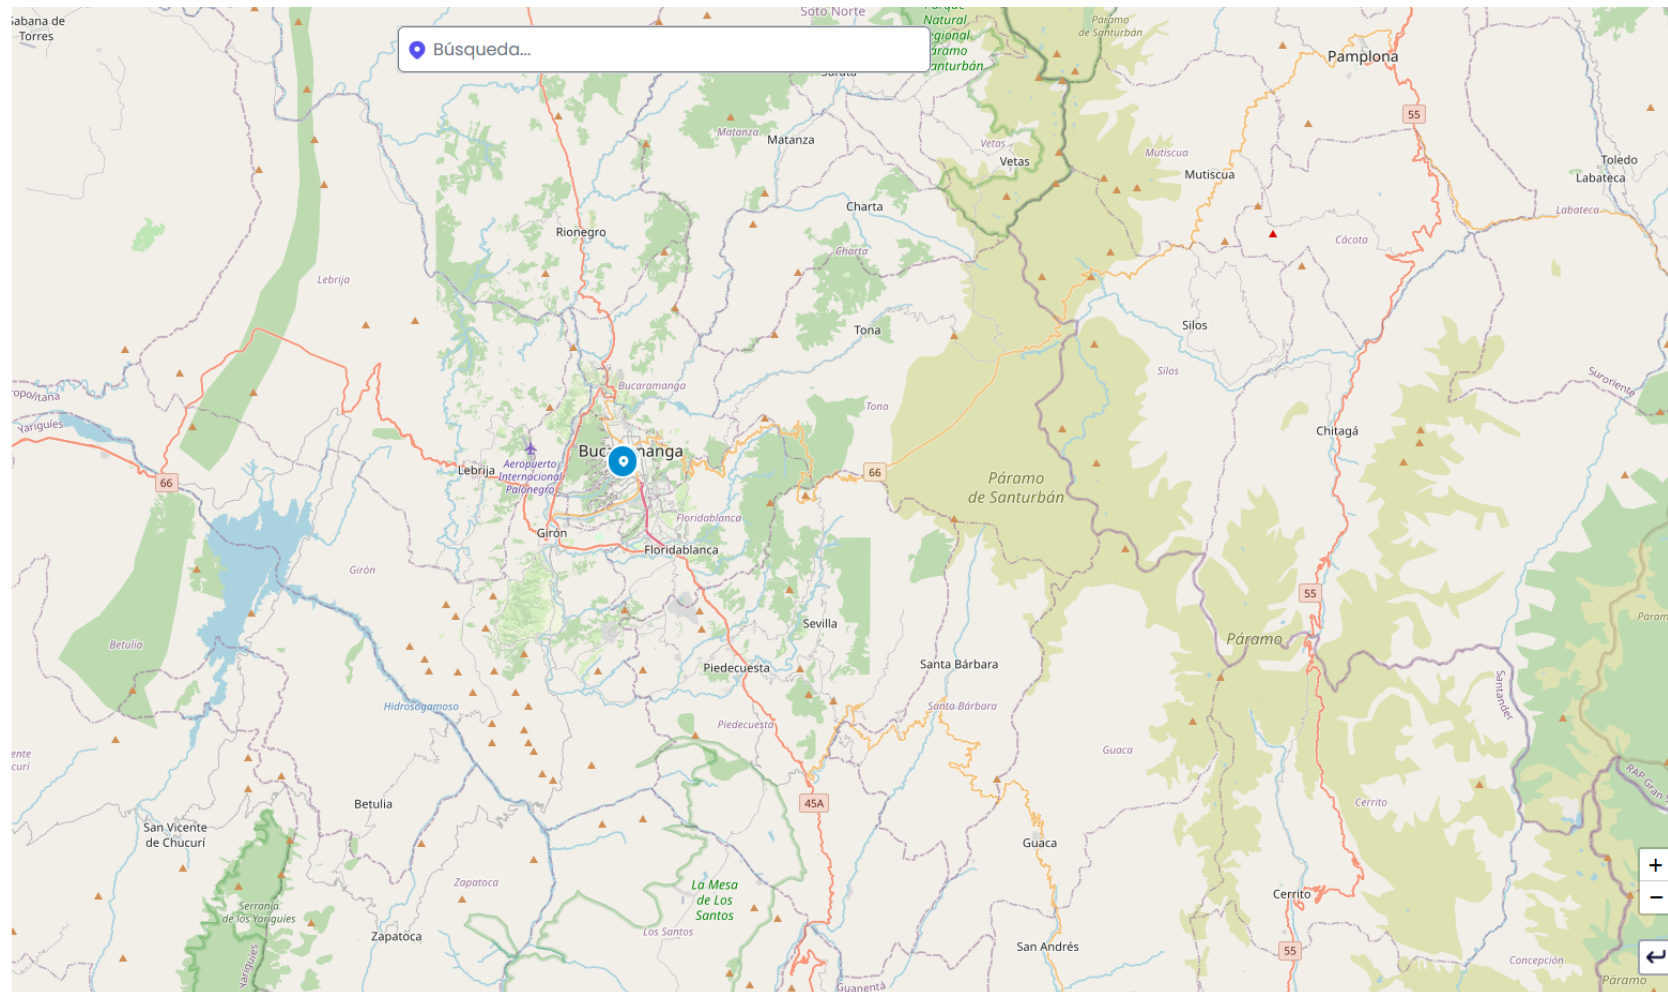 Sabana de
Torres
Soto Norte
Parque
Natural
Regional
Páramo
Santurbán
Páramo
de Santurbán
Pamplona
Búsqueda...
Suratá
55
Matanza
Matanza
Vetas
Vetas
Mutiscua
Mutiscua
Toledo
Labateca
Labateca
Charta
Charta
Rionegro
Cácota
Lebrija
Tona
Silos
Silos
Suroriente
Bucaramanga
Tona
Yariguíes
Chitagá
Lebrija
Aeropuerto
Internacional
Palonegro
66
66
Páramo
de Santurbán
Floridablanca
Girón
Floridablanca
Girón
55
Sevilla
Betulia
Páramo
Piedecuesta
Santa Bárbara
Hidrosogamoso
Santa Bárbara
Santander
Piedecuesta
Guaca
RAP Gran
45A
Cerrito
Betulia
San Vicente
de Chucurí
Guaca
+
−
Zapatoca
La Mesa
de Los
Santos
Cerrito
Serranía
de los Yariguíes
Los Santos
Zapatoca
San Andrés
55
Yariguíes
Concepción
Guanentá
Páramo